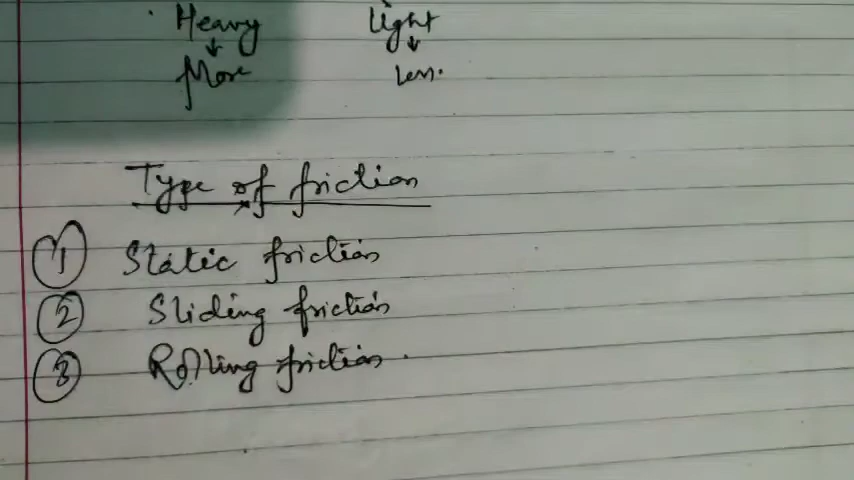 Heavy Light
↓ ↓
More Less.
Type of friction
① Static friction
② Sliding friction
③ Rolling friction.